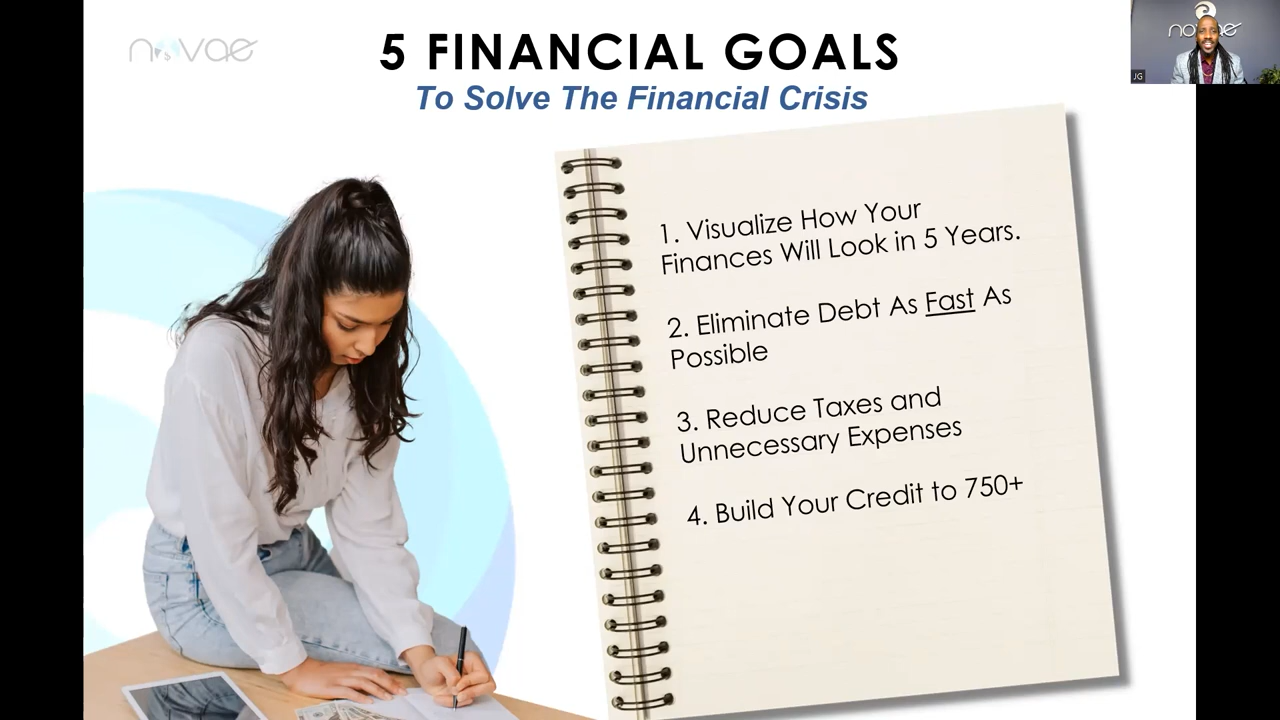 novae
5 FINANCIAL GOALS
To Solve The Financial Crisis
novae
JG
1. Visualize How Your
Finances Will Look in 5 Years.
2. Eliminate Debt As Fast As
Possible
3. Reduce Taxes and
Unnecessary Expenses
4. Build Your Credit to 750+